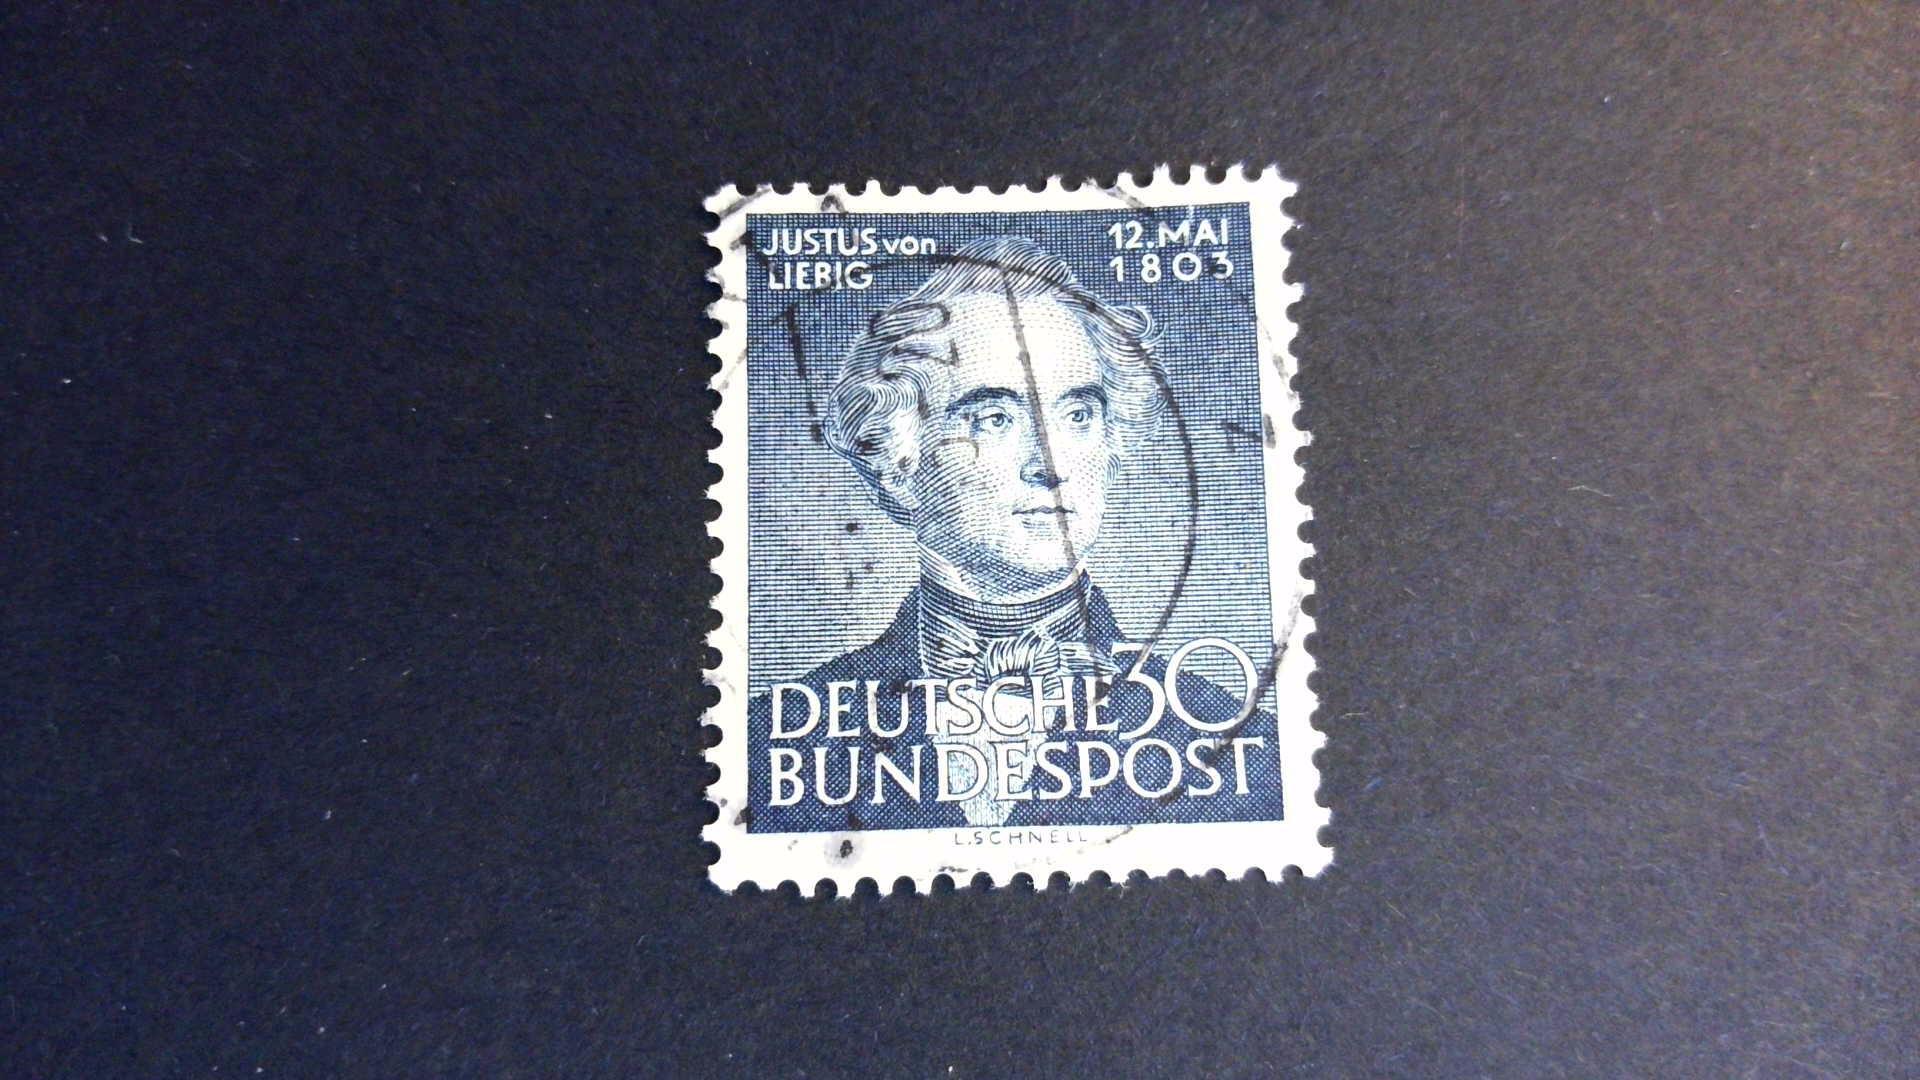 JUSTUS von
LIEBIG
12.MAI
1803
DEUTSCHE 30
BUNDESPOST
L.SCHNELL